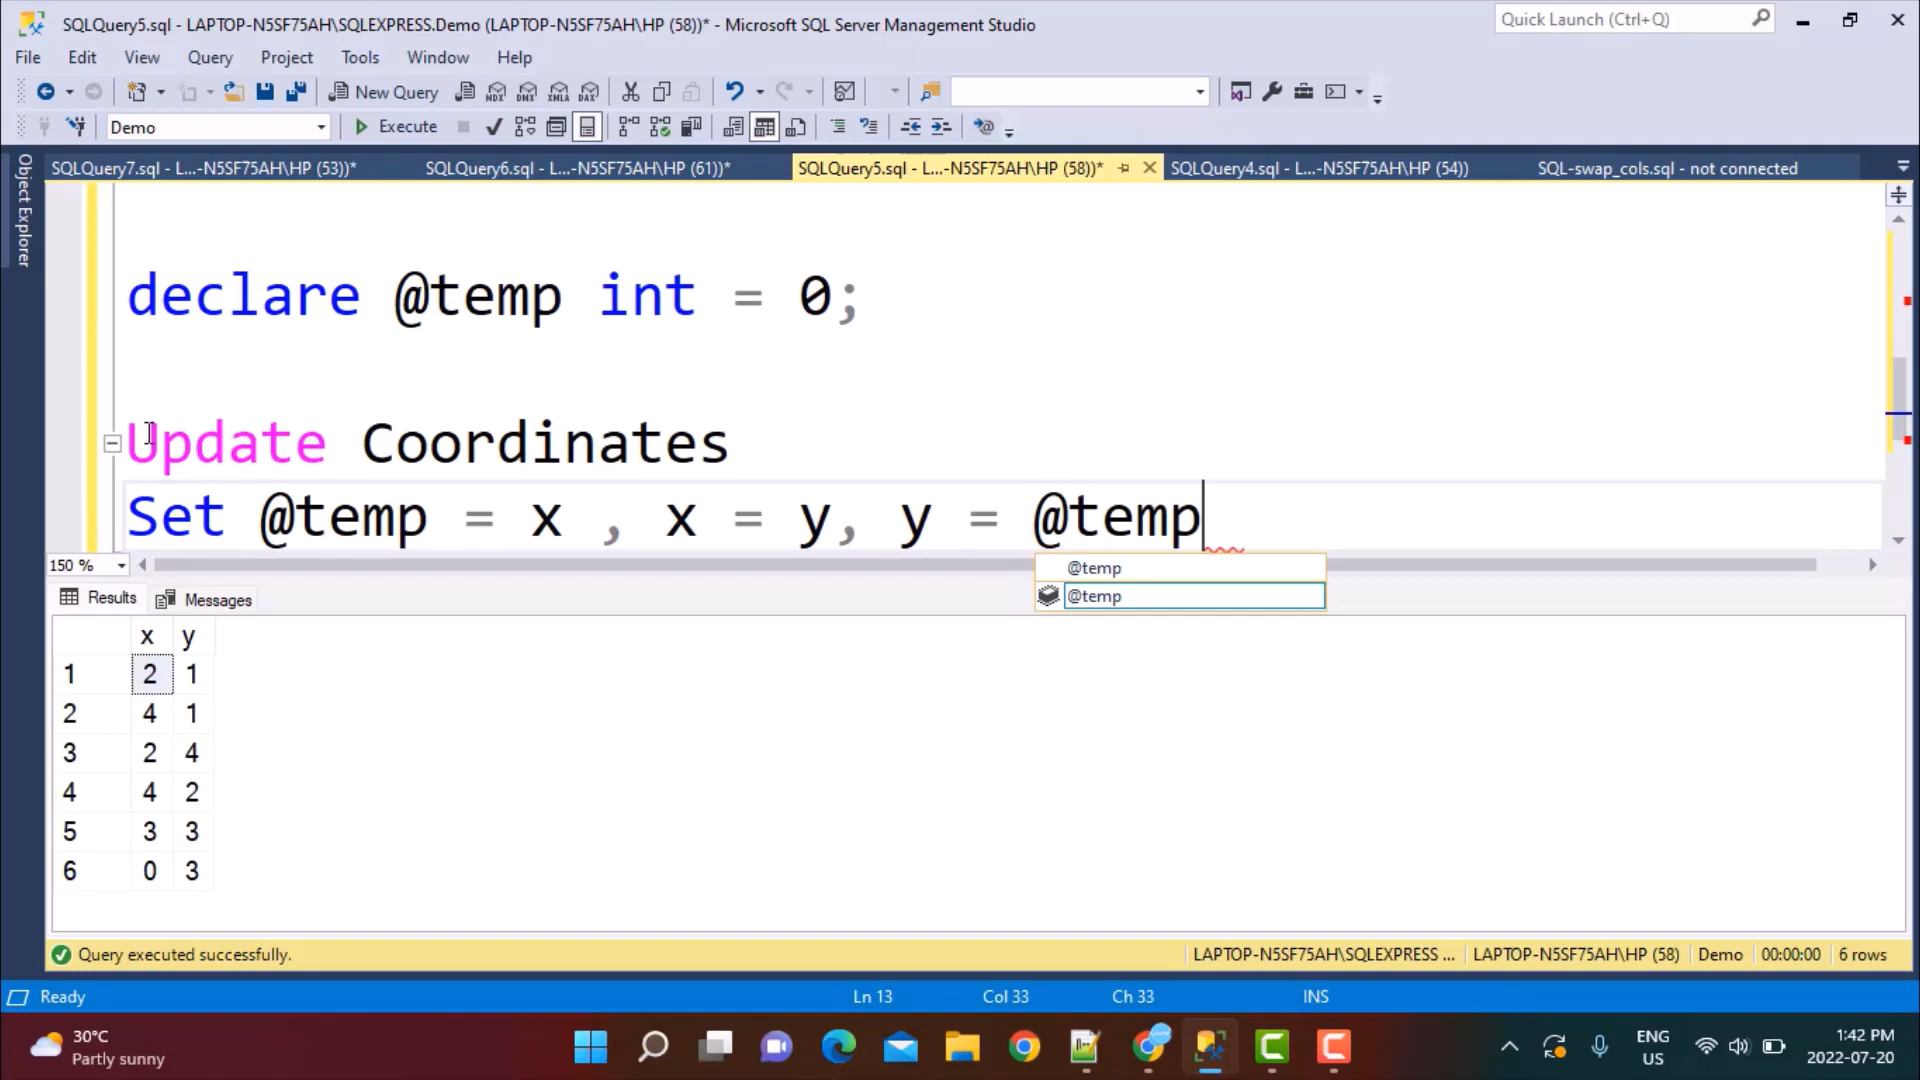 SQLQuery5.sql - LAPTOP-N5SF75AH\SQLEXPRESS.Demo (LAPTOP-N5SF75AH\HP (58))* - Microsoft SQL Server Management Studio
Quick Launch (Ctrl+Q)
File Edit View Query Project Tools Window Help
New Query
MDX DMX XMLA DAX
Demo Execute
Object Explorer
SQLQuery7.sql - L...-N5SF75AH\HP (53))* SQLQuery6.sql - L...-N5SF75AH\HP (61))* SQLQuery5.sql - L...-N5SF75AH\HP (58))* SQLQuery4.sql - L...-N5SF75AH\HP (54)) SQL-swap_cols.sql - not connected
declare @temp int = 0;
Update Coordinates
Set @temp = x , x = y, y = @temp
150 %
@temp
@temp
Results Messages
x y
1 2 1
2 4 1
3 2 4
4 4 2
5 3 3
6 0 3
Query executed successfully. LAPTOP-N5SF75AH\SQLEXPRESS ... LAPTOP-N5SF75AH\HP (58) Demo 00:00:00 6 rows
Ready Ln 13 Col 33 Ch 33 INS
30°C
Partly sunny
ENG
US
1:42 PM
2022-07-20